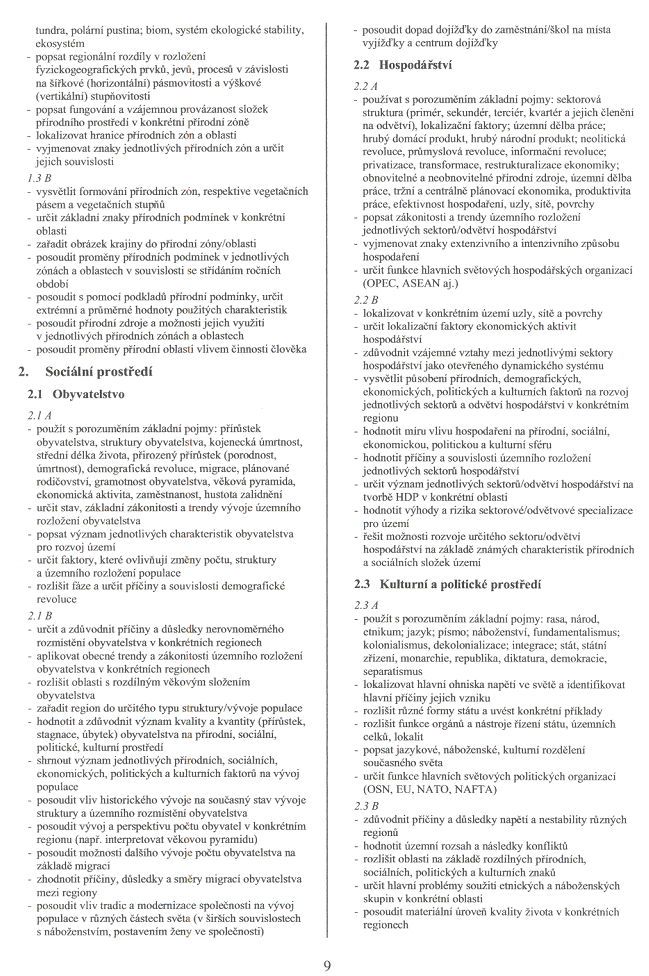 tundra, polární pustina; biom, systém ekologické stability,
ekosystém
- popsat regionální rozdíly v rozložení
fyzickogeografických prvků, jevů, procesů v závislosti
na šířkové (horizontální) pásmovitosti a výškové
(vertikální) stupňovitosti
- popsat fungování a vzájemnou provázanost složek
přírodního prostředí v konkrétní přírodní zóně
- lokalizovat hranice přírodních zón a oblastí
- vyjmenovat znaky jednotlivých přírodních zón a určit
jejich souvislosti
1.3 B
- vysvětlit formování přírodních zón, respektive vegetačních
pásem a vegetačních stupňů
- určit základní znaky přírodních podmínek v konkrétní
oblasti
- zařadit obrázek krajiny do přírodní zóny/oblasti
- posoudit proměny přírodních podmínek v jednotlivých
zónách a oblastech v souvislosti se střídáním ročních
období
- posoudit s pomocí podkladů přírodní podmínky, určit
extrémní a průměrné hodnoty použitých charakteristik
- posoudit přírodní zdroje a možnosti jejich využití
v jednotlivých přírodních zónách a oblastech
- posoudit proměny přírodní oblasti vlivem činnosti člověka
2. Sociální prostředí
2.1 Obyvatelstvo
2.1 A
- použít s porozuměním základní pojmy: přírůstek
obyvatelstva, struktury obyvatelstva, kojenecká úmrtnost,
střední délka života, přirozený přírůstek (porodnost,
úmrtnost), demografická revoluce, migrace, plánované
rodičovství, gramotnost obyvatelstva, věková pyramida,
ekonomická aktivita, zaměstnanost, hustota zalidnění
- určit stav, základní zákonitosti a trendy vývoje územního
rozložení obyvatelstva
- popsat význam jednotlivých charakteristik obyvatelstva
pro rozvoj území
- určit faktory, které ovlivňují změny počtu, struktury
a územního rozložení populace
- rozlišit fáze a určit příčiny a souvislosti demografické
revoluce
2.1 B
- určit a zdůvodnit příčiny a důsledky nerovnoměrného
rozmístění obyvatelstva v konkrétních regionech
- aplikovat obecné trendy a zákonitosti územního rozložení
obyvatelstva v konkrétních regionech
- rozlišit oblasti s rozdílným věkovým složením
obyvatelstva
- zařadit region do určitého typu struktury/vývoje populace
- hodnotit a zdůvodnit význam kvality a kvantity (přírůstek,
stagnace, úbytek) obyvatelstva na přírodní, sociální,
politické, kulturní prostředí
- shrnout význam jednotlivých přírodních, sociálních,
ekonomických, politických a kulturních faktorů na vývoj
populace
- posoudit vliv historického vývoje na současný stav vývoje
struktury a územního rozmístění obyvatelstva
- posoudit vývoj a perspektivu počtu obyvatel v konkrétním
regionu (např. interpretovat věkovou pyramidu)
- posoudit možnosti dalšího vývoje počtu obyvatelstva na
základě migrací
- zhodnotit příčiny, důsledky a směry migrací obyvatelstva
mezi regiony
- posoudit vliv tradic a modernizace společnosti na vývoj
populace v různých částech světa (v širších souvislostech
s náboženstvím, postavením ženy ve společnosti)
- posoudit dopad dojížďky do zaměstnání/škol na místa
vyjížďky a centrum dojížďky
2.2 Hospodářství
2.2 A
- používat s porozuměním základní pojmy: sektorová
struktura (primér, sekundér, terciér, kvartér a jejich členění
na odvětví), lokalizační faktory; územní dělba práce;
hrubý domácí produkt, hrubý národní produkt; neolitická
revoluce, průmyslová revoluce, informační revoluce;
privatizace, transformace, restrukturalizace ekonomiky;
obnovitelné a neobnovitelné přírodní zdroje, územní dělba
práce, tržní a centrálně plánovací ekonomika, produktivita
práce, efektivnost hospodaření, uzly, sítě, povrchy
- popsat zákonitosti a trendy územního rozložení
jednotlivých sektorů/odvětví hospodářství
- vyjmenovat znaky extenzivního a intenzivního způsobu
hospodaření
- určit funkce hlavních světových hospodářských organizací
(OPEC, ASEAN aj.)
2.2 B
- lokalizovat v konkrétním území uzly, sítě a povrchy
- určit lokalizační faktory ekonomických aktivit
hospodářství
- zdůvodnit vzájemné vztahy mezi jednotlivými sektory
hospodářství jako otevřeného dynamického systému
- vysvětlit působení přírodních, demografických,
ekonomických, politických a kulturních faktorů na rozvoj
jednotlivých sektorů a odvětví hospodářství v konkrétním
regionu
- hodnotit míru vlivu hospodaření na přírodní, sociální,
ekonomickou, politickou a kulturní sféru
- hodnotit příčiny a souvislosti územního rozložení
jednotlivých sektorů hospodářství
- určit význam jednotlivých sektorů/odvětví hospodářství na
tvorbě HDP v konkrétní oblasti
- hodnotit výhody a rizika sektorové/odvětvové specializace
pro území
- řešit možnosti rozvoje určitého sektoru/odvětví
hospodářství na základě známých charakteristik přírodních
a sociálních složek území
2.3 Kulturní a politické prostředí
2.3 A
- použít s porozuměním základní pojmy: rasa, národ,
etnikum; jazyk; písmo; náboženství, fundamentalismus;
kolonialismus, dekolonializace; integrace; stát, státní
zřízení, monarchie, republika, diktatura, demokracie,
separatismus
- lokalizovat hlavní ohniska napětí ve světě a identifikovat
hlavní příčiny jejich vzniku
- rozlišit různé formy státu a uvést konkrétní příklady
- rozlišit funkce orgánů a nástroje řízení státu, územních
celků, lokalit
- popsat jazykové, náboženské, kulturní rozdělení
současného světa
- určit funkce hlavních světových politických organizací
(OSN, EU, NATO, NAFTA)
2.3 B
- zdůvodnit příčiny a důsledky napětí a nestability různých
regionů
- hodnotit územní rozsah a následky konfliktů
- rozlišit oblasti na základě rozdílných přírodních,
sociálních, politických a kulturních znaků
- určit hlavní problémy soužití etnických a náboženských
skupin v konkrétní oblasti
- posoudit materiální úroveň kvality života v konkrétních
regionech
9